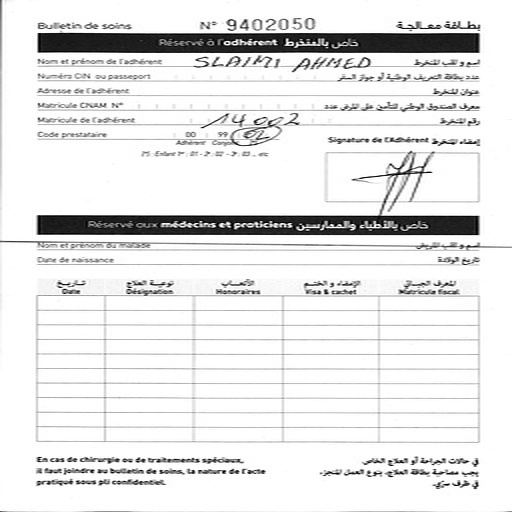 Bulletin de soins N° 9402050 بطاقة معالجة
Réservé à l'adhérent خاص بالمنخرط
Nom et prénom de l'adhérent SLAIMI AHMED اسم و لقب المنخرط
Numéro CIN ou passeport عدد بطاقة التعريف الوطنية أو جواز السفر
Adresse de l'adhérent عنوان المنخرط
Matricule CNAM N° معرف الصندوق الوطني للتأمين على المرض عدد
Matricule de l'adhérent 14002 رقم المنخرط
Code prestataire 00 99 02 Signature de l'Adhérent إمضاء المنخرط
Adhérent Conjoint
(*): Enfant 1er : 01 - 2e : 02 - 3e : 03 ... etc
Réservé aux médecins et praticiens خاص بالأطباء والممارسين
Nom et prénom du malade اسم و لقب المريض
Date de naissance تاريخ الولادة
تاريخ نوعية العلاج الأتعاب الإمضاء و الختم المعرف الجبائي
Date Désignation Honoraires Visa & cachet Matricule fiscal
En cas de chirurgie ou de traitements spéciaux, في حالات الجراحة أو العلاج الخاص
il faut joindre au bulletin de soins, la nature de l'acte يجب مصاحبة بطاقة العلاج، بنوع العمل المنجز،
pratiqué sous pli confidentiel. في ظرف سري.